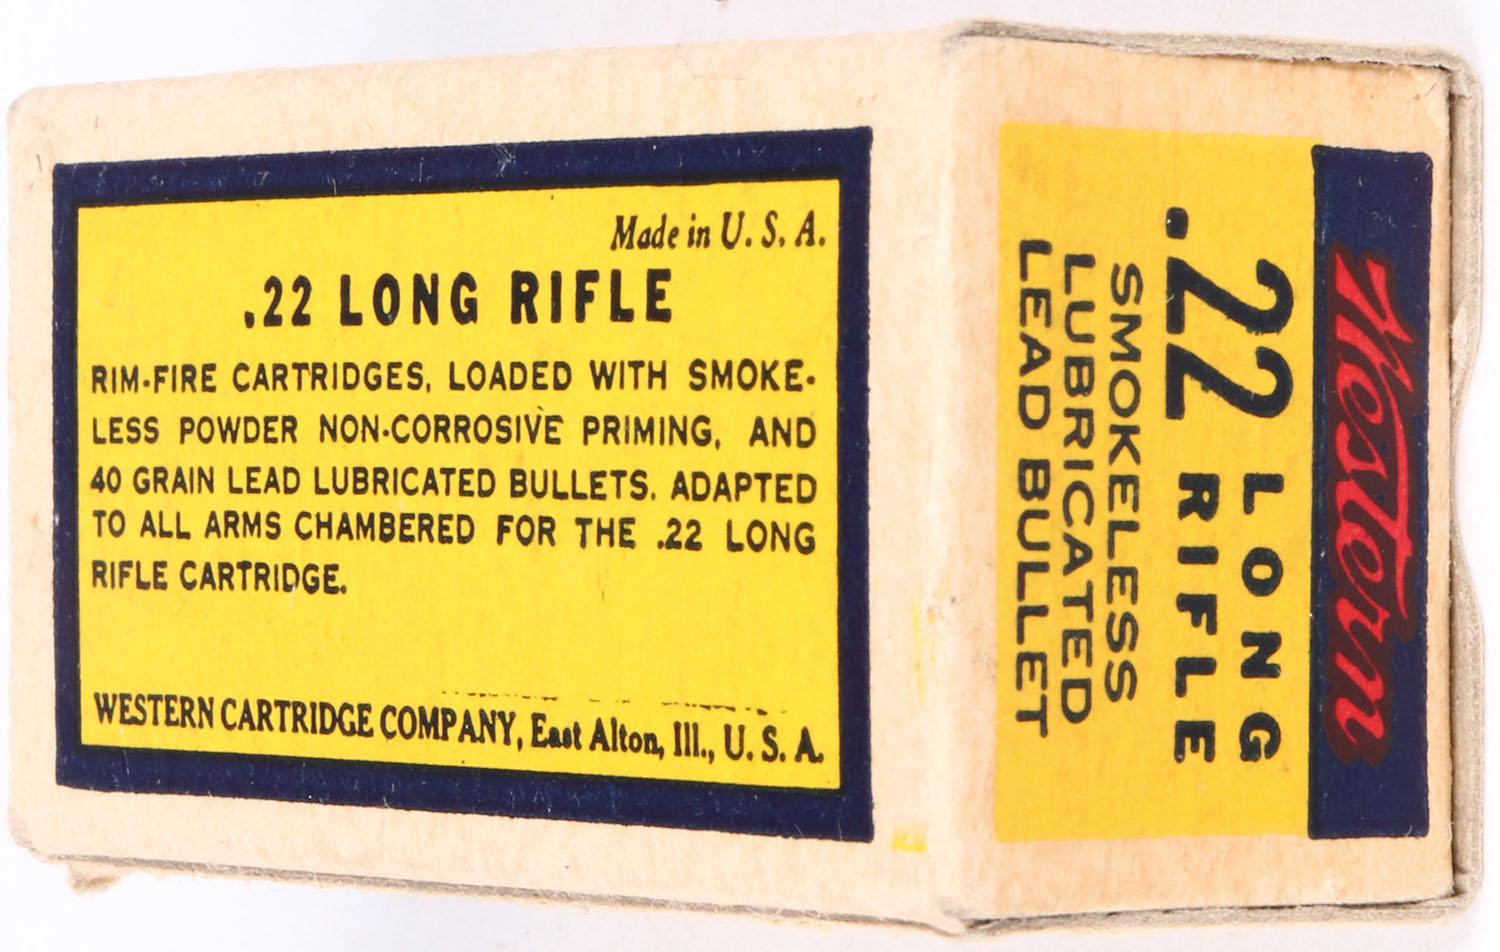 Made in U. S. A.
.22 LONG RIFLE
RIM-FIRE CARTRIDGES, LOADED WITH SMOKE-
LESS POWDER NON-CORROSIVE PRIMING, AND
40 GRAIN LEAD LUBRICATED BULLETS. ADAPTED
TO ALL ARMS CHAMBERED FOR THE .22 LONG
RIFLE CARTRIDGE.
WESTERN CARTRIDGE COMPANY, East Alton, Ill., U. S. A.
Western
.22 LONG
RIFLE
SMOKELESS
LUBRICATED
LEAD BULLET